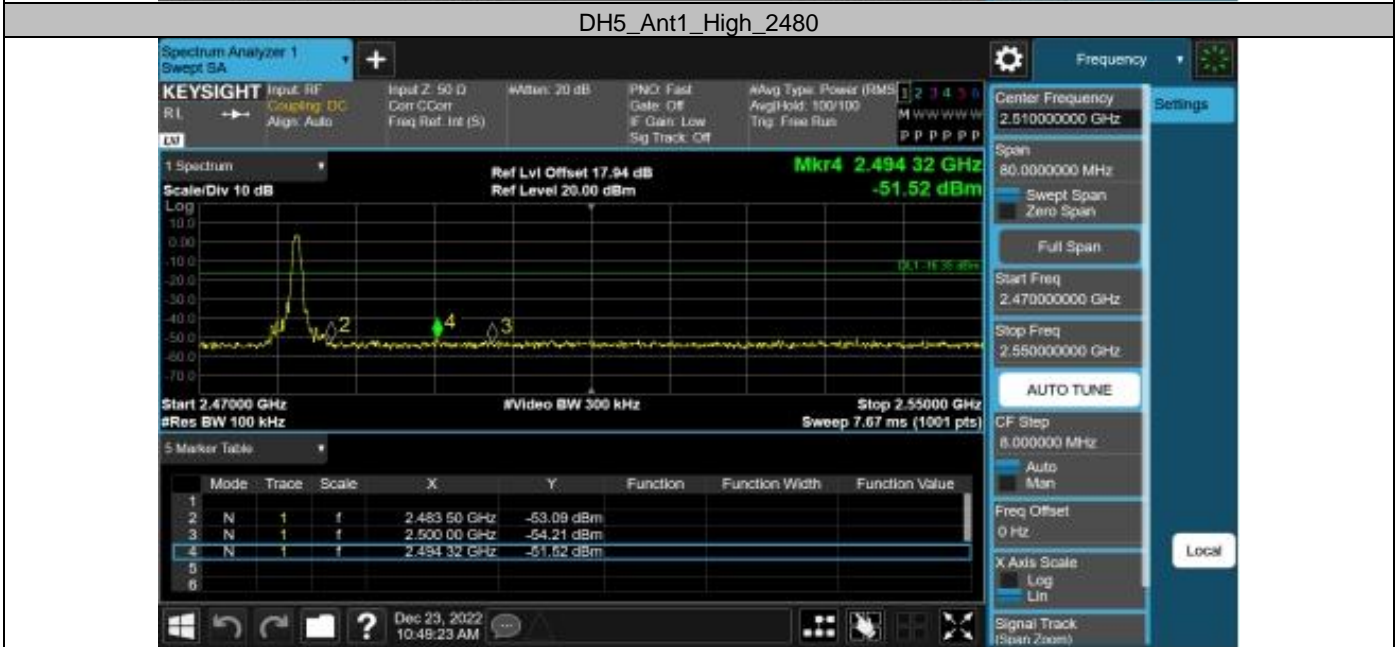 DH5_Ant1_High_2480
Spectrum Analyzer 1
Swept SA
Frequency
KEYSIGHT
RL
Input: RF
Coupling: DC
Align: Auto
Input Z: 50 Ω
Corr CCorr
Freq Ref: Int (S)
#Atten: 20 dB
PNO: Fast
Gate: Off
IF Gain: Low
Sig Track: Off
#Avg Type: Power (RMS
Avg|Hold: 100/100
Trig: Free Run
1 2 3 4 5 6
M W W W W W
P P P P P P
LXI
1 Spectrum
Scale/Div 10 dB
Ref Lvl Offset 17.94 dB
Ref Level 20.00 dBm
Mkr4 2.494 32 GHz
-51.52 dBm
Log
10.0
0.00
-10.0
DL1 -16.35 dBm
-20.0
-30.0
-40.0
2
4
3
-50.0
-60.0
-70.0
Start 2.47000 GHz
#Video BW 300 kHz
Stop 2.55000 GHz
#Res BW 100 kHz
Sweep 7.67 ms (1001 pts)
5 Marker Table
Mode Trace Scale X Y Function Function Width Function Value
1
2 N 1 f 2.483 50 GHz -53.09 dBm
3 N 1 f 2.500 00 GHz -54.21 dBm
4 N 1 f 2.494 32 GHz -51.52 dBm
5
6
Dec 23, 2022
10:49:23 AM
Center Frequency
2.510000000 GHz
Settings
Span
80.0000000 MHz
Swept Span
Zero Span
Full Span
Start Freq
2.470000000 GHz
Stop Freq
2.550000000 GHz
AUTO TUNE
CF Step
8.000000 MHz
Auto
Man
Freq Offset
0 Hz
X Axis Scale
Log
Lin
Local
Signal Track
(Span Zoom)